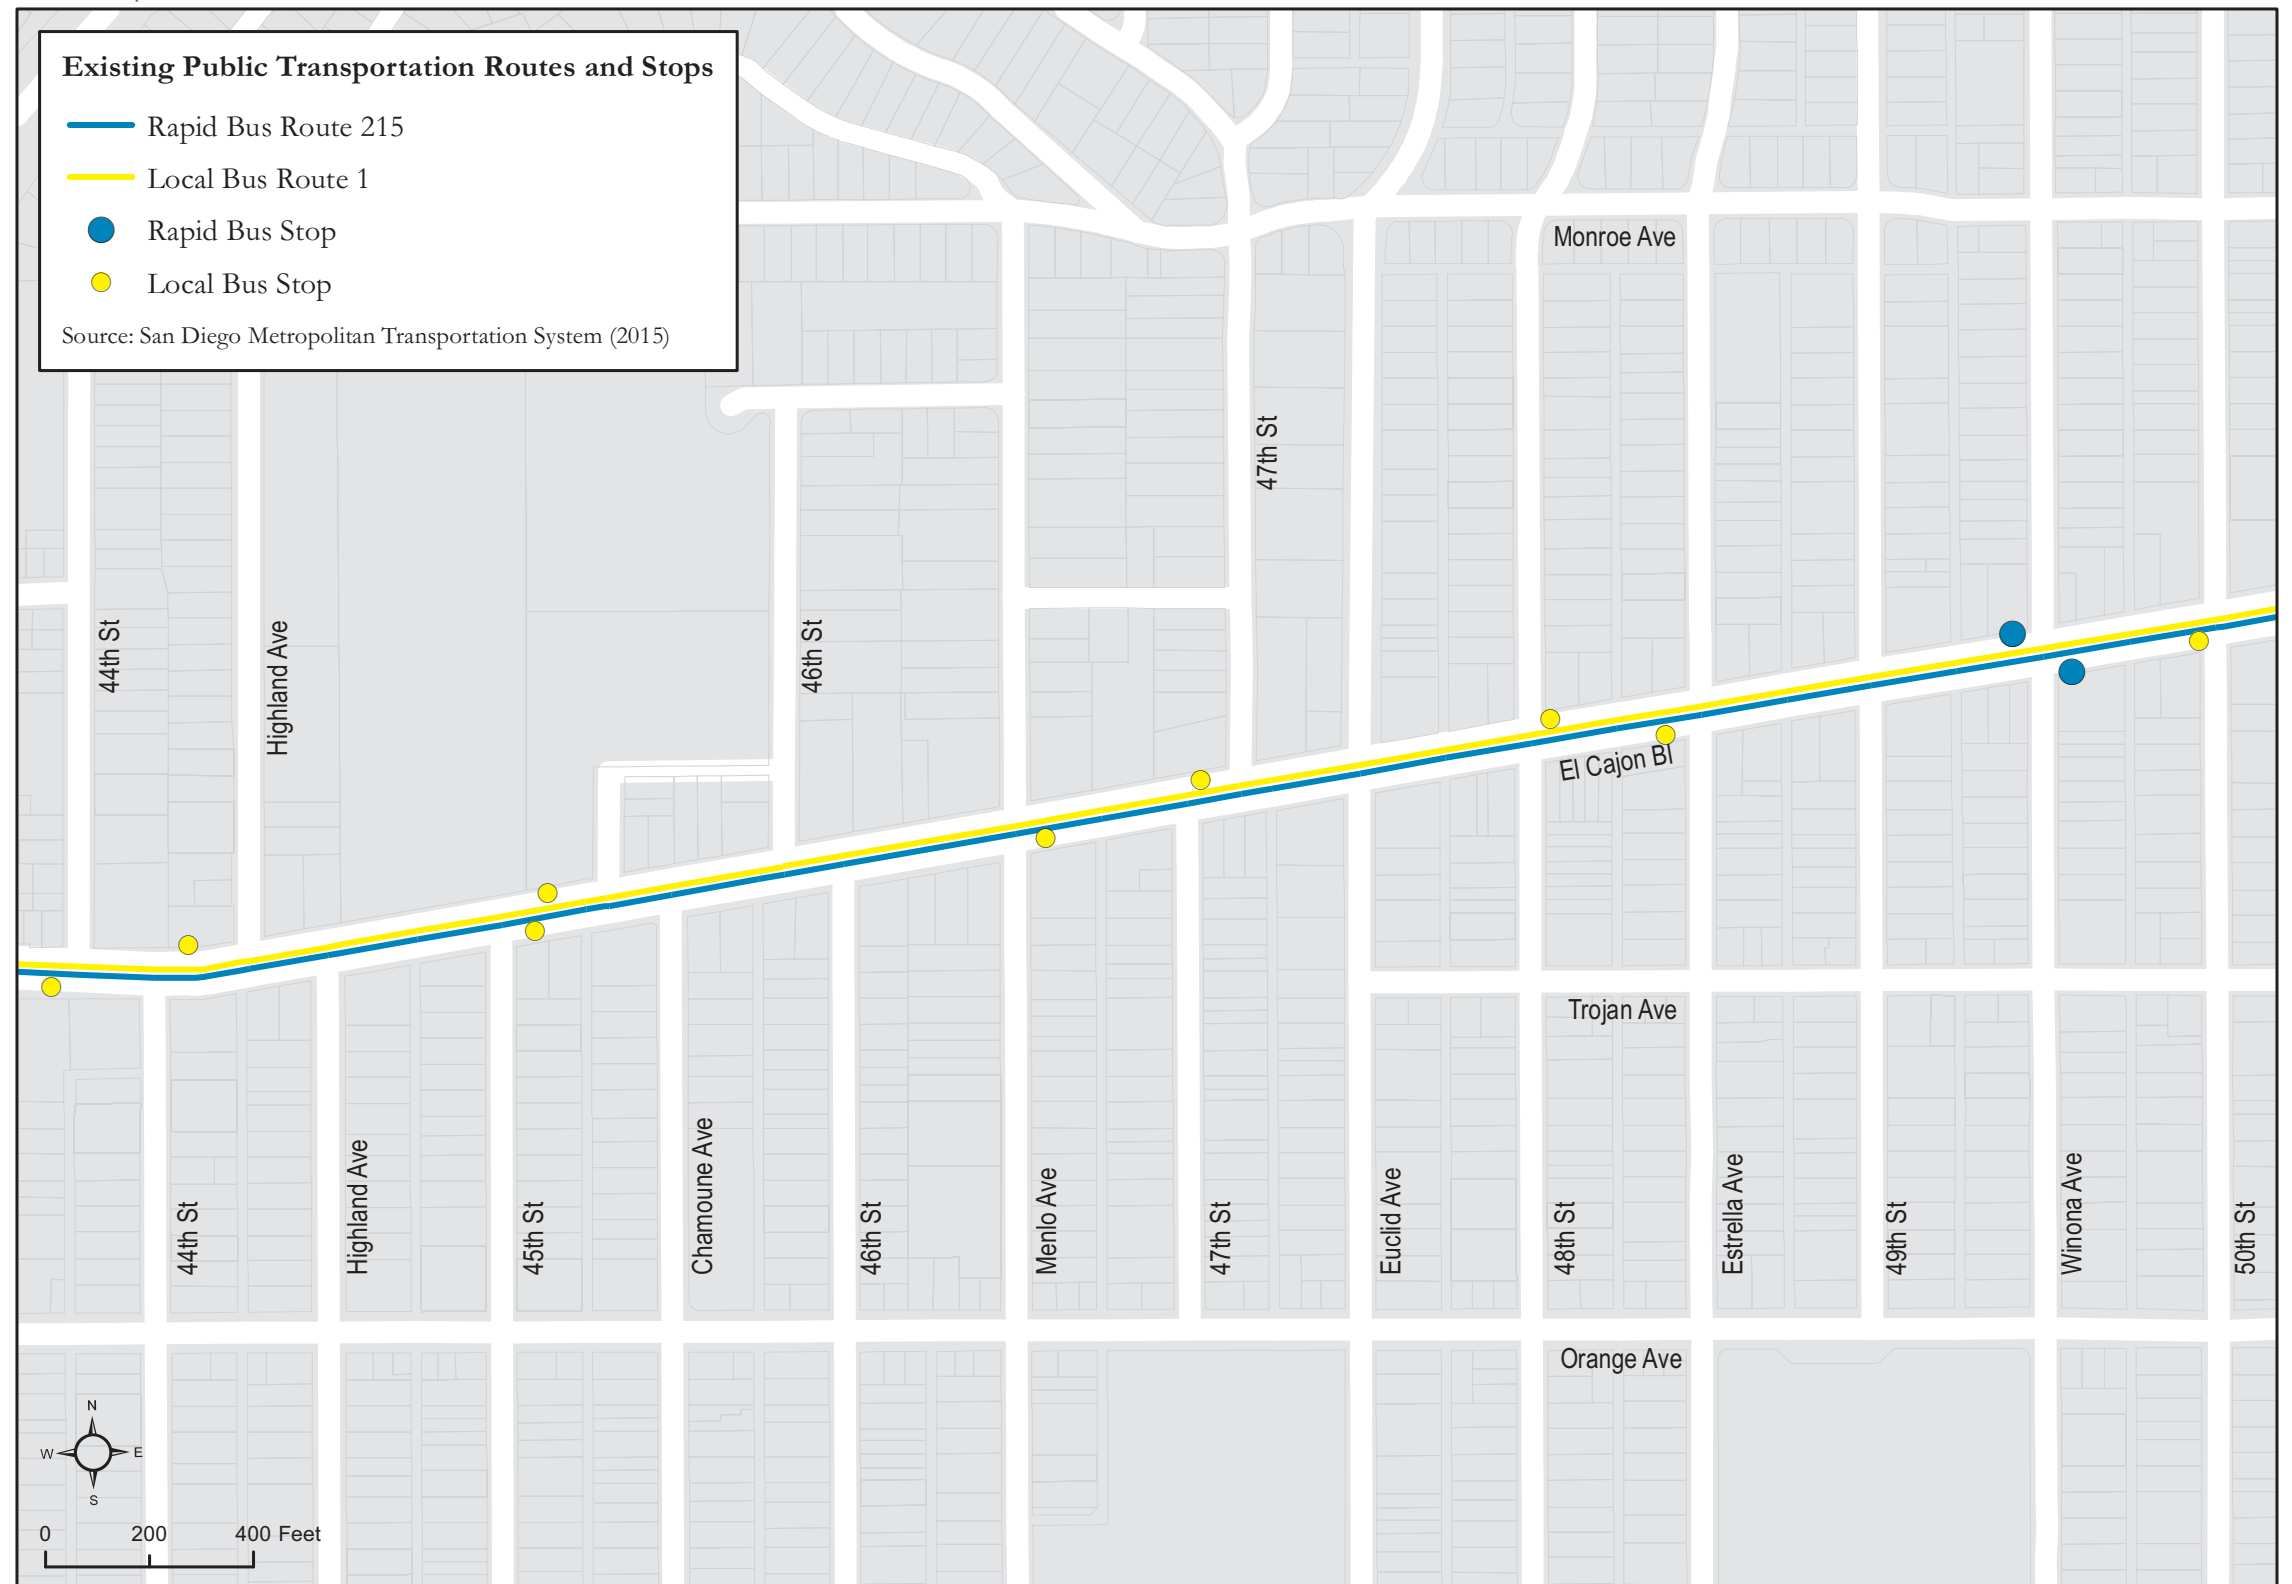 Existing Public Transportation Routes and Stops
Rapid Bus Route 215
Local Bus Route 1
Rapid Bus Stop
Local Bus Stop
Source: San Diego Metropolitan Transportation System (2015)
Monroe Ave
47th St
44th St
Highland Ave
46th St
El Cajon Bl
Trojan Ave
44th St
Highland Ave
45th St
Chamoune Ave
46th St
Menlo Ave
47th St
Euclid Ave
48th St
Estrella Ave
49th St
Winona Ave
50th St
Orange Ave
N
W E
S
0 200 400 Feet